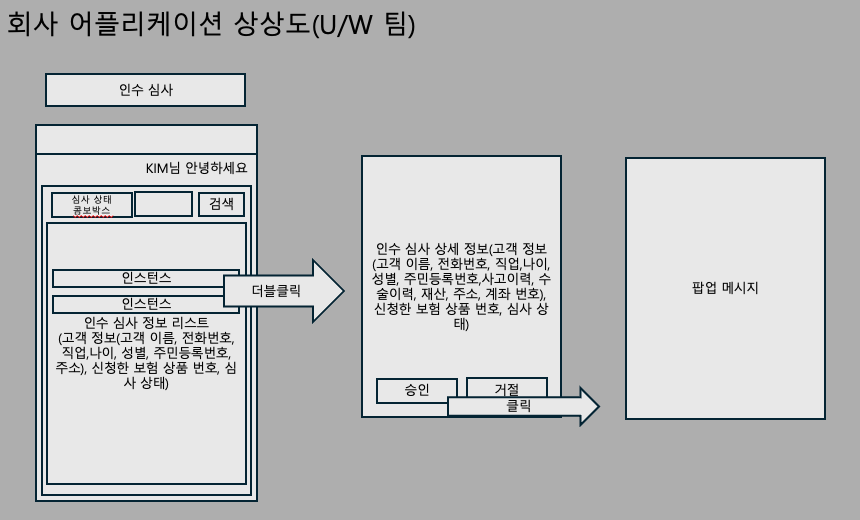 회사 어플리케이션 상상도(U/W 팀)
인수 심사
KIM님 안녕하세요
심사 상태
콤보박스
검색
인스턴스
인스턴스
인수 심사 정보 리스트
(고객 정보(고객 이름, 전화번호,
직업,나이, 성별, 주민등록번호,
주소), 신청한 보험 상품 번호, 심
사 상태)
더블클릭
인수 심사 상세 정보(고객 정보
(고객 이름, 전화번호, 직업,나이,
성별, 주민등록번호,사고이력, 수
술이력, 재산, 주소, 계좌 번호),
신청한 보험 상품 번호, 심사 상
태)
승인
거절
클릭
팝업 메시지